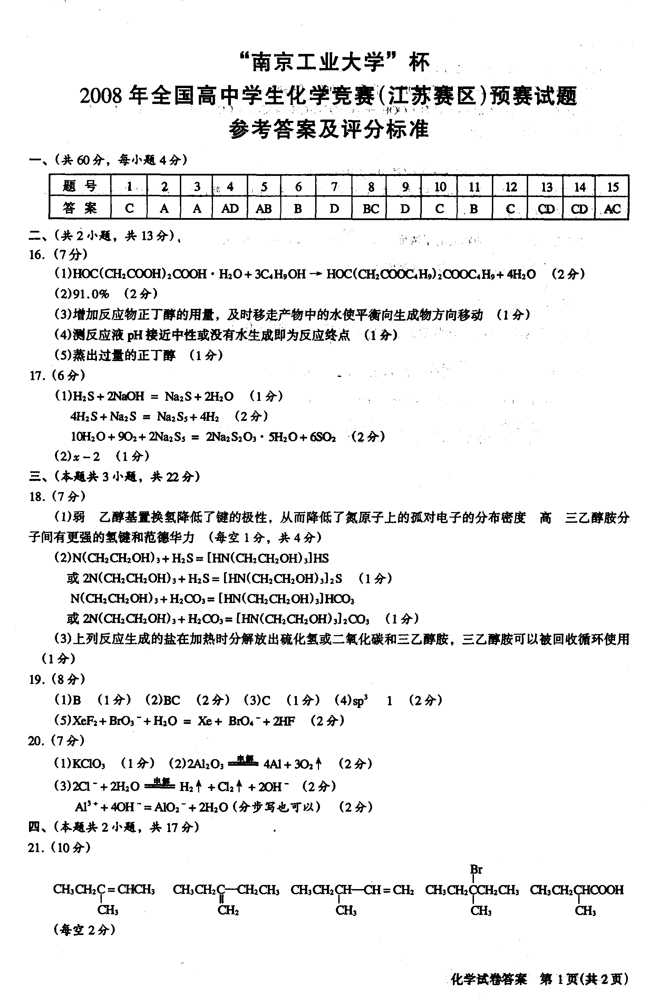 “南京工业大学”杯
2008年全国高中学生化学竞赛(江苏赛区)预赛试题
参考答案及评分标准
一、(共60分，每小题4分)
题号 1 2 3 4 5 6 7 8 9 10 11 12 13 14 15
答案 C A A AD AB B D BC D C B C CD CD AC
二、(共2小题，共13分)
16. (7分)
(1)HOC(CH₂COOH)₂COOH·H₂O+3C₄H₉OH→HOC(CH₂COOC₄H₉)₂COOC₄H₉+4H₂O (2分)
(2)91.0% (2分)
(3)增加反应物正丁醇的用量，及时移走产物中的水使平衡向生成物方向移动 (1分)
(4)测反应液pH接近中性或没有水生成即为反应终点 (1分)
(5)蒸出过量的正丁醇 (1分)
17. (6分)
(1)H₂S+2NaOH = Na₂S+2H₂O (1分)
4H₂S+Na₂S = Na₂S₅+4H₂ (2分)
10H₂O+9O₂+2Na₂S₅ = 2Na₂S₂O₃·5H₂O+6SO₂ (2分)
(2)x-2 (1分)
三、(本题共3小题，共22分)
18. (7分)
(1)弱 乙醇基置换氢降低了键的极性，从而降低了氮原子上的孤对电子的分布密度 高 三乙醇胺分
子间有更强的氢键和范德华力 (每空1分，共4分)
(2)N(CH₂CH₂OH)₃+H₂S=[HN(CH₂CH₂OH)₃]HS
或2N(CH₂CH₂OH)₃+H₂S=[HN(CH₂CH₂OH)₃]₂S (1分)
N(CH₂CH₂OH)₃+H₂CO₃=[HN(CH₂CH₂OH)₃]HCO₃
或2N(CH₂CH₂OH)₃+H₂CO₃=[HN(CH₂CH₂OH)₃]₂CO₃ (1分)
(3)上列反应生成的盐在加热时分解放出硫化氢或二氧化碳和三乙醇胺，三乙醇胺可以被回收循环使用
(1分)
19. (8分)
(1)B (1分) (2)BC (2分) (3)C (1分) (4)sp³ 1 (2分)
(5)XeF₂+BrO₃⁻+H₂O = Xe+BrO₄⁻+2HF (2分)
20. (7分)
(1)KClO₃ (1分) (2)2Al₂O₃ 电解 4Al+3O₂↑ (2分)
(3)2Cl⁻+2H₂O 电解 H₂↑+Cl₂↑+2OH⁻ (2分)
Al³⁺+4OH⁻=AlO₂⁻+2H₂O(分步写也可以) (2分)
四、(本题共2小题，共17分)
21. (10分)
Br
CH₃CH₂C=CHCH₃ CH₃CH₂C—CH₂CH₃ CH₃CH₂CH—CH=CH₂ CH₃CH₂CCH₂CH₃ CH₃CH₂CHCOOH
CH₃ CH₂ CH₃ CH₃ CH₃
(每空2分)
化学试卷答案 第1页(共2页)